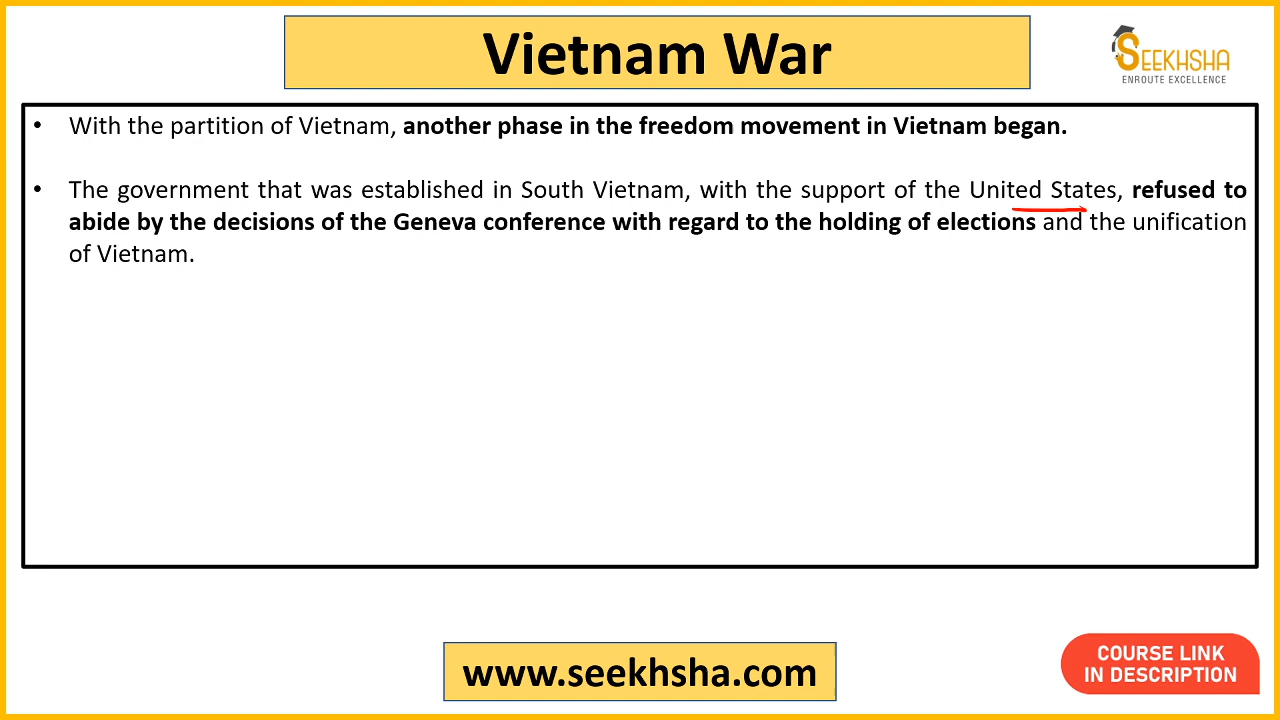 Vietnam War
SEEKHSHA
ENROUTE EXCELLENCE
• With the partition of Vietnam, another phase in the freedom movement in Vietnam began.
• The government that was established in South Vietnam, with the support of the United States, refused to
abide by the decisions of the Geneva conference with regard to the holding of elections and the unification
of Vietnam.
www.seekhsha.com
COURSE LINK
IN DESCRIPTION